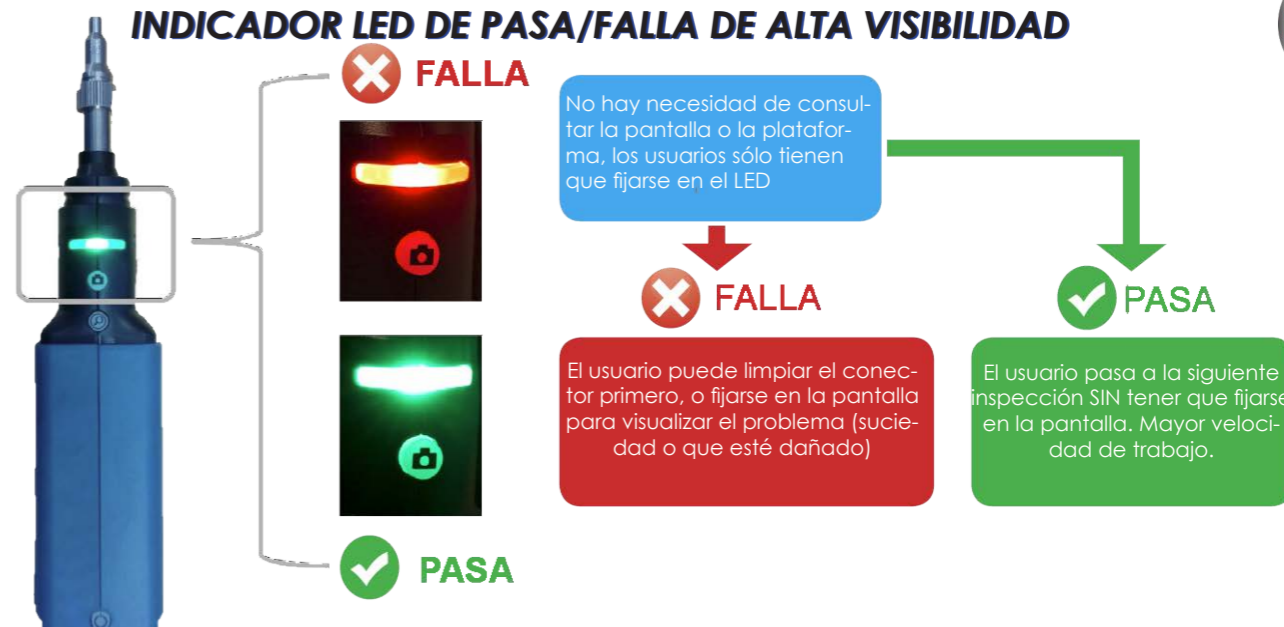 INDICADOR LED DE PASA/FALLA DE ALTA VISIBILIDAD
FALLA
No hay necesidad de consul-
tar la pantalla o la platafor-
ma, los usuarios sólo tienen
que fijarse en el LED
FALLA
PASA
El usuario puede limpiar el conec-
tor primero, o fijarse en la pantalla
para visualizar el problema (sucie-
dad o que esté dañado)
El usuario pasa a la siguiente
inspección SIN tener que fijarse
en la pantalla. Mayor veloci-
dad de trabajo.
PASA